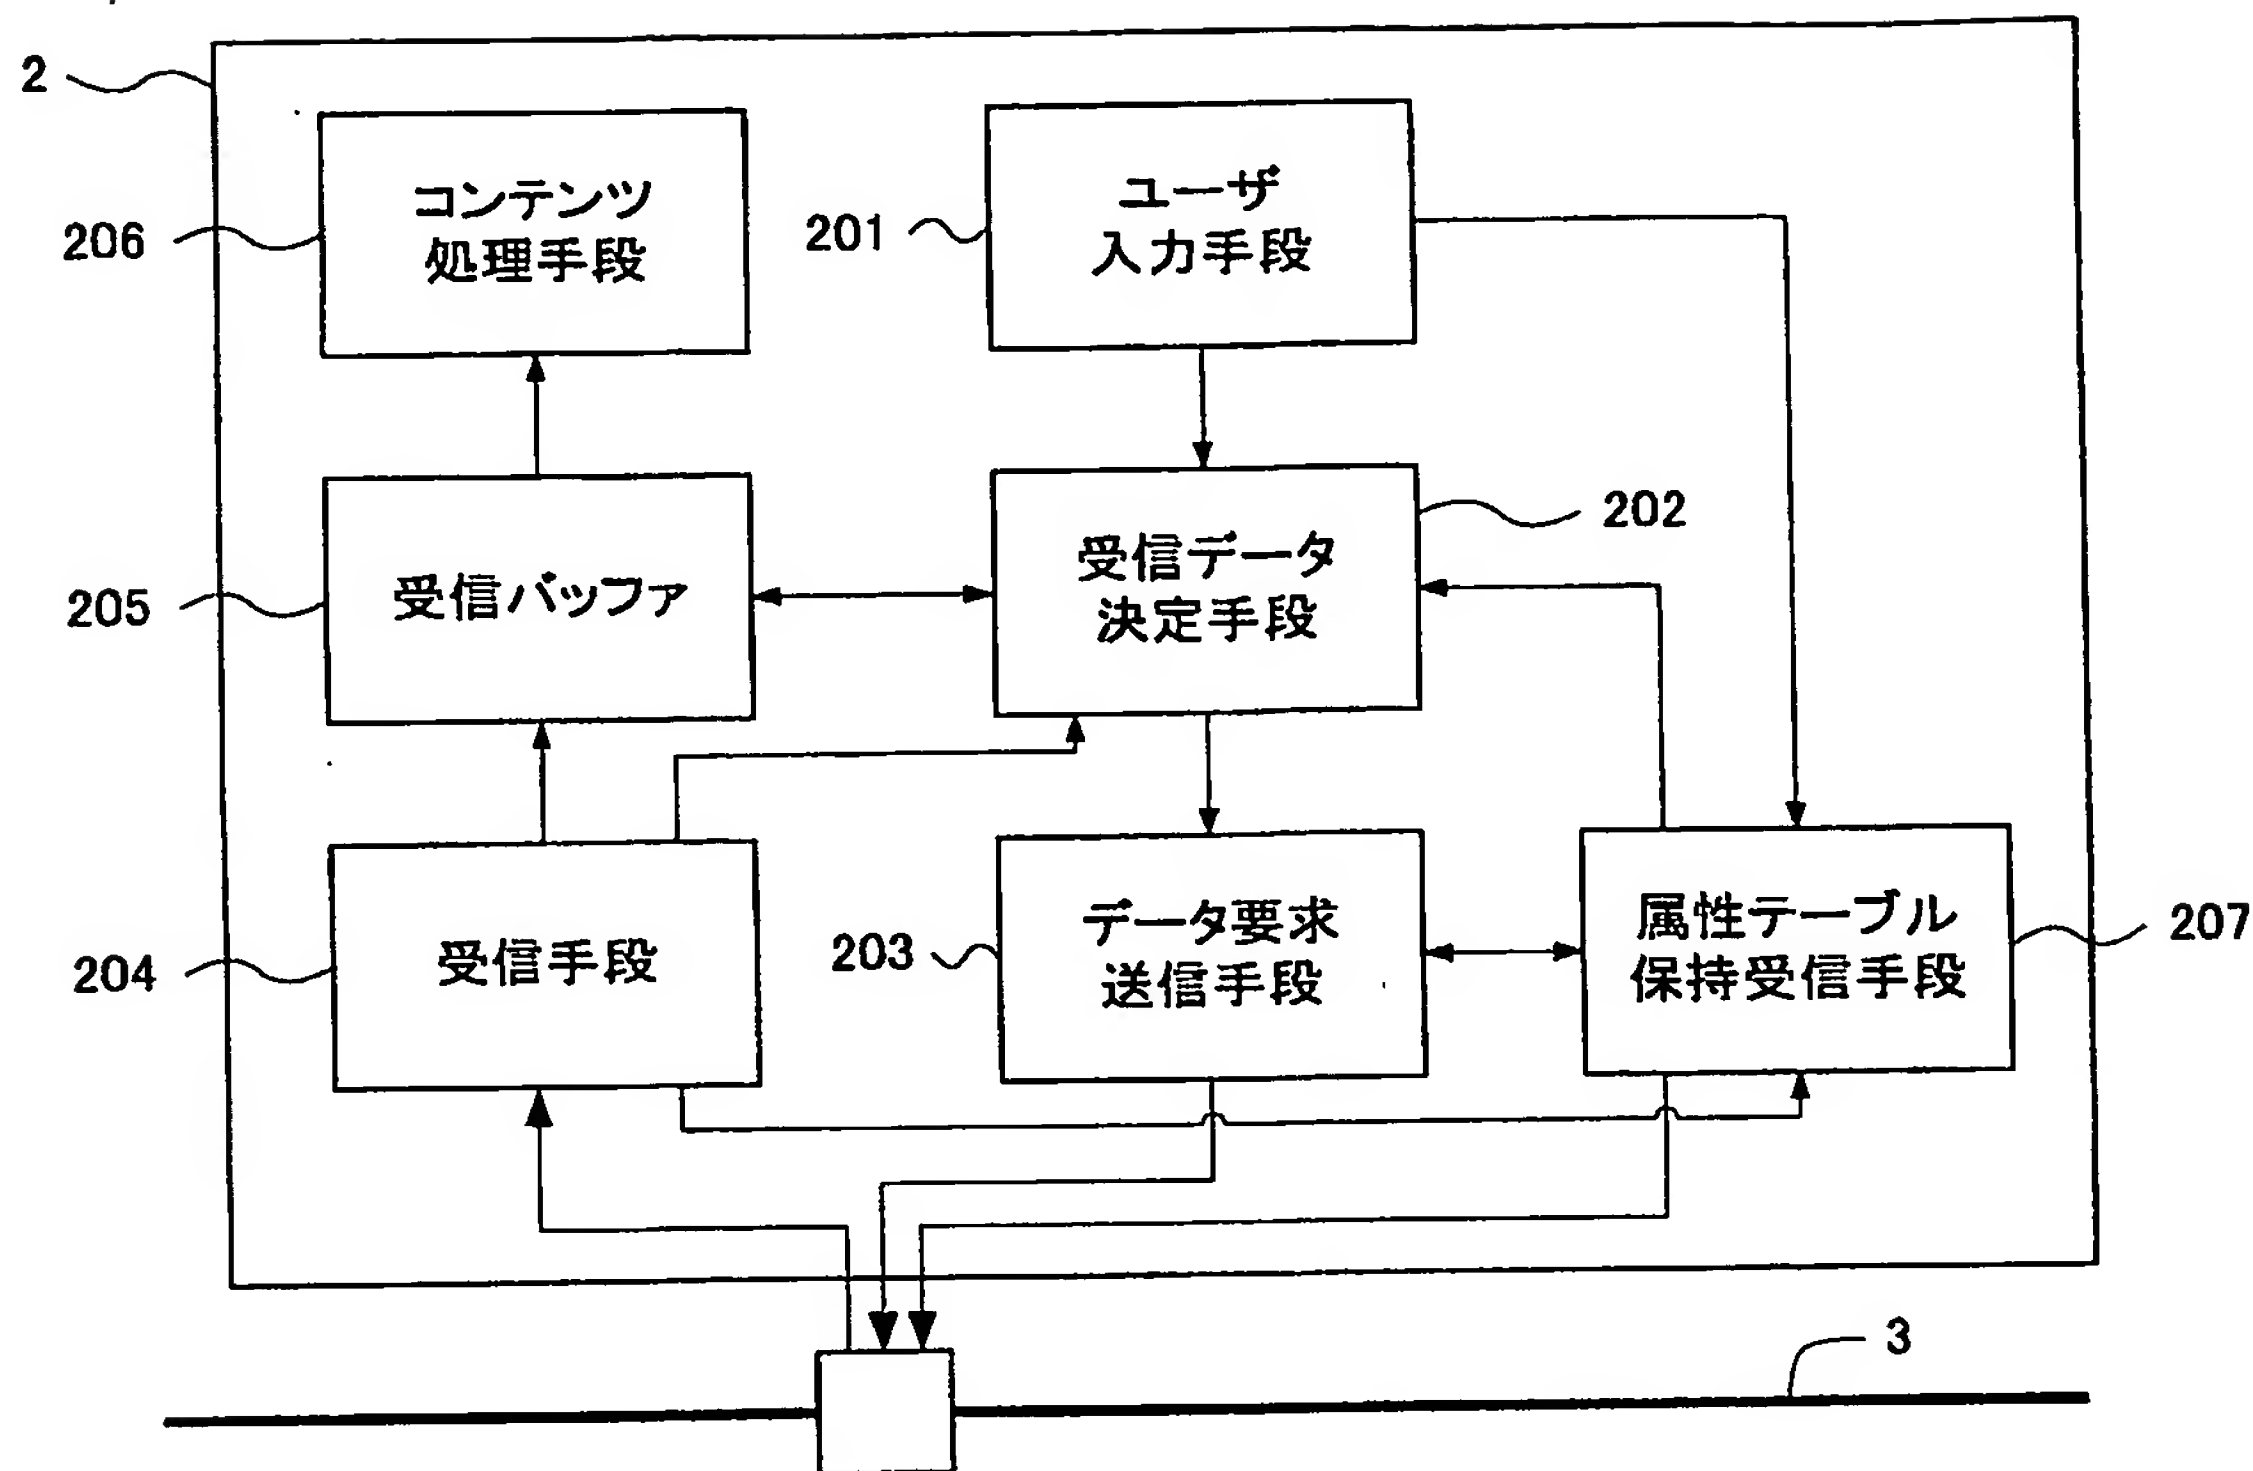 2
206
コンテンツ
処理手段
201
ユーザ
入力手段
205
受信バッファ
受信データ
決定手段
202
204
受信手段
203
データ要求
送信手段
属性テーブル
保持受信手段
207
3